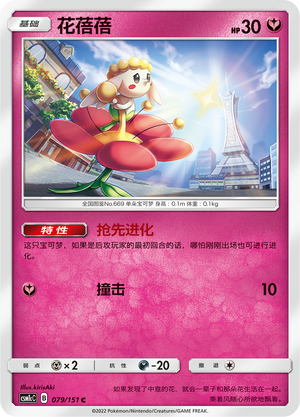 基础 花蓓蓓 HP 30
全国图鉴 No.669 单朵宝可梦 身高：0.1m 体重：0.1kg
特性 抢先进化
这只宝可梦，如果是后攻玩家的最初回合的话，哪怕刚刚出场也可进行进化。
撞击 10
弱点 ×2 抗性 -20 撤退
Illus.kirisAki
CSM1cC B 079/151 C
如果发现了中意的花，就会一辈子和那朵花生活在一起。
乘着风随心所欲地飘着。
©2022 Pokémon/Nintendo/Creatures/GAME FREAK.